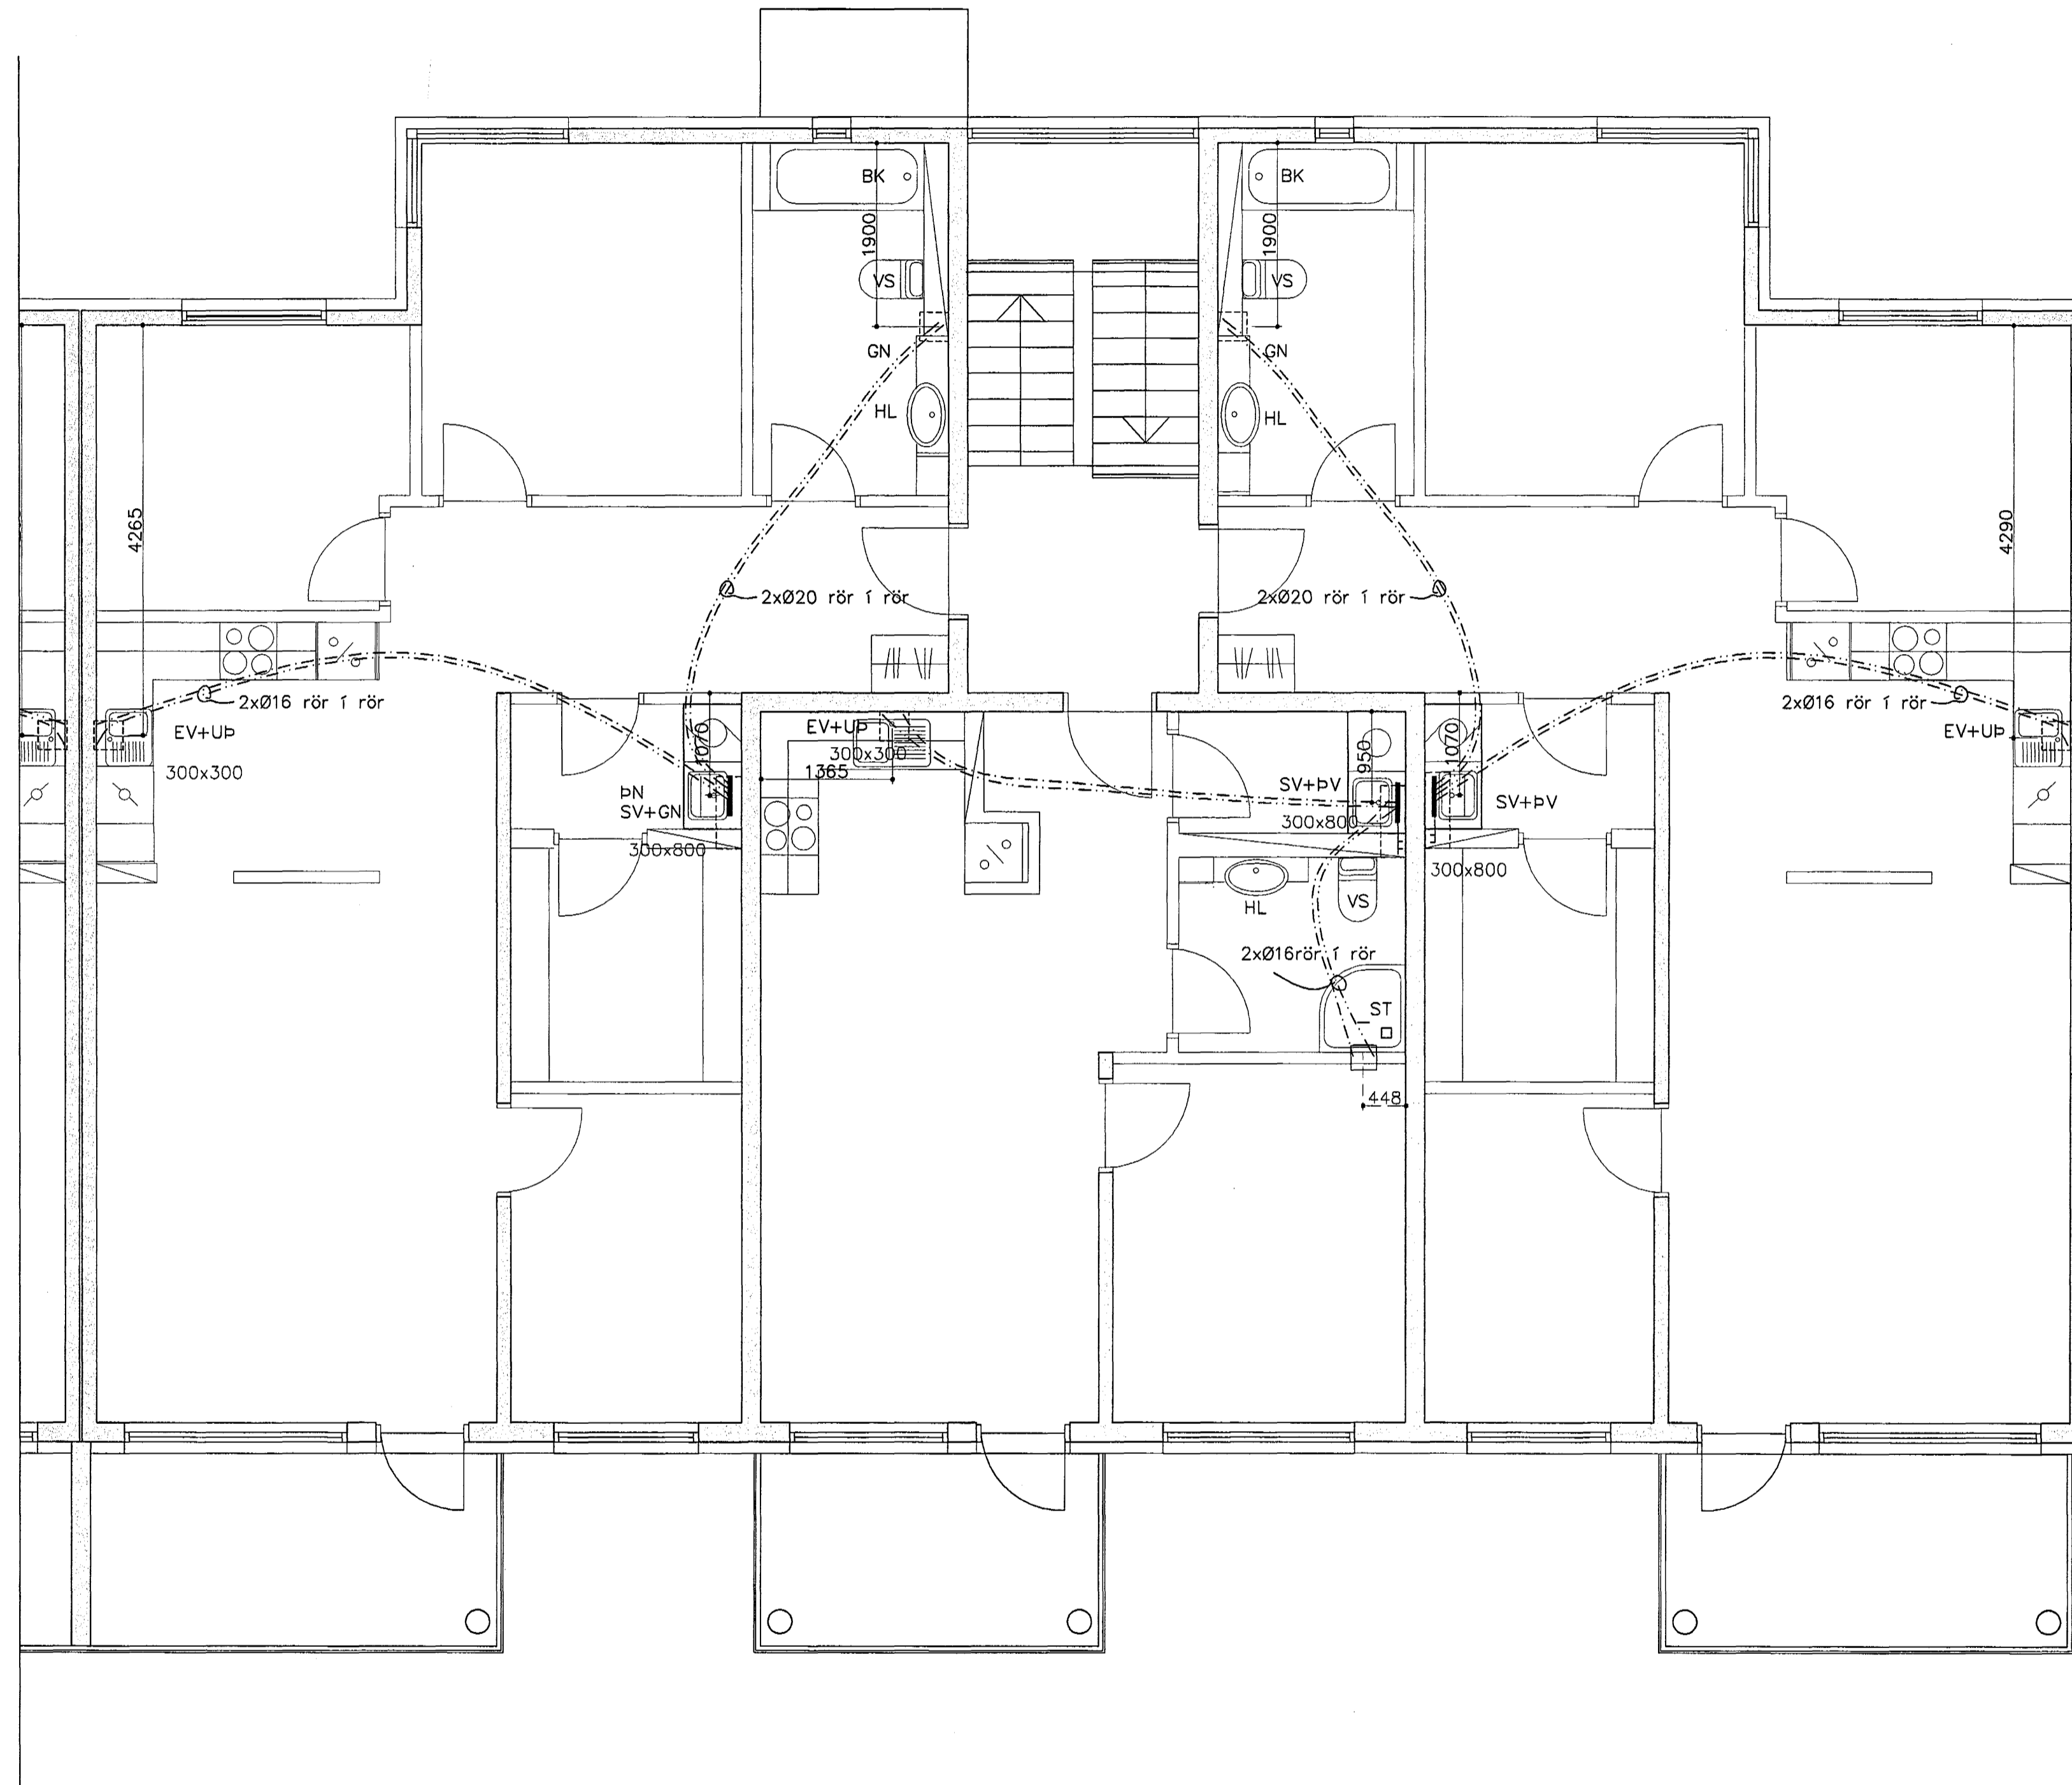 BK
BK
1900
1900
VS
VS
GN
GN
HL
HL
4265
4290
2xØ20 rör í rör
2xØ20 rör í rör
2xØ16 rör í rör
2xØ16 rör í rör
EV+UÞ
300x300
EV+UÞ
300x300
1365
1070
950
1070
EV+UÞ
ÞN
SV+GN
300x800
SV+ÞV
300x800
SV+ÞV
300x800
HL
VS
2xØ16rör í rör
ST
448